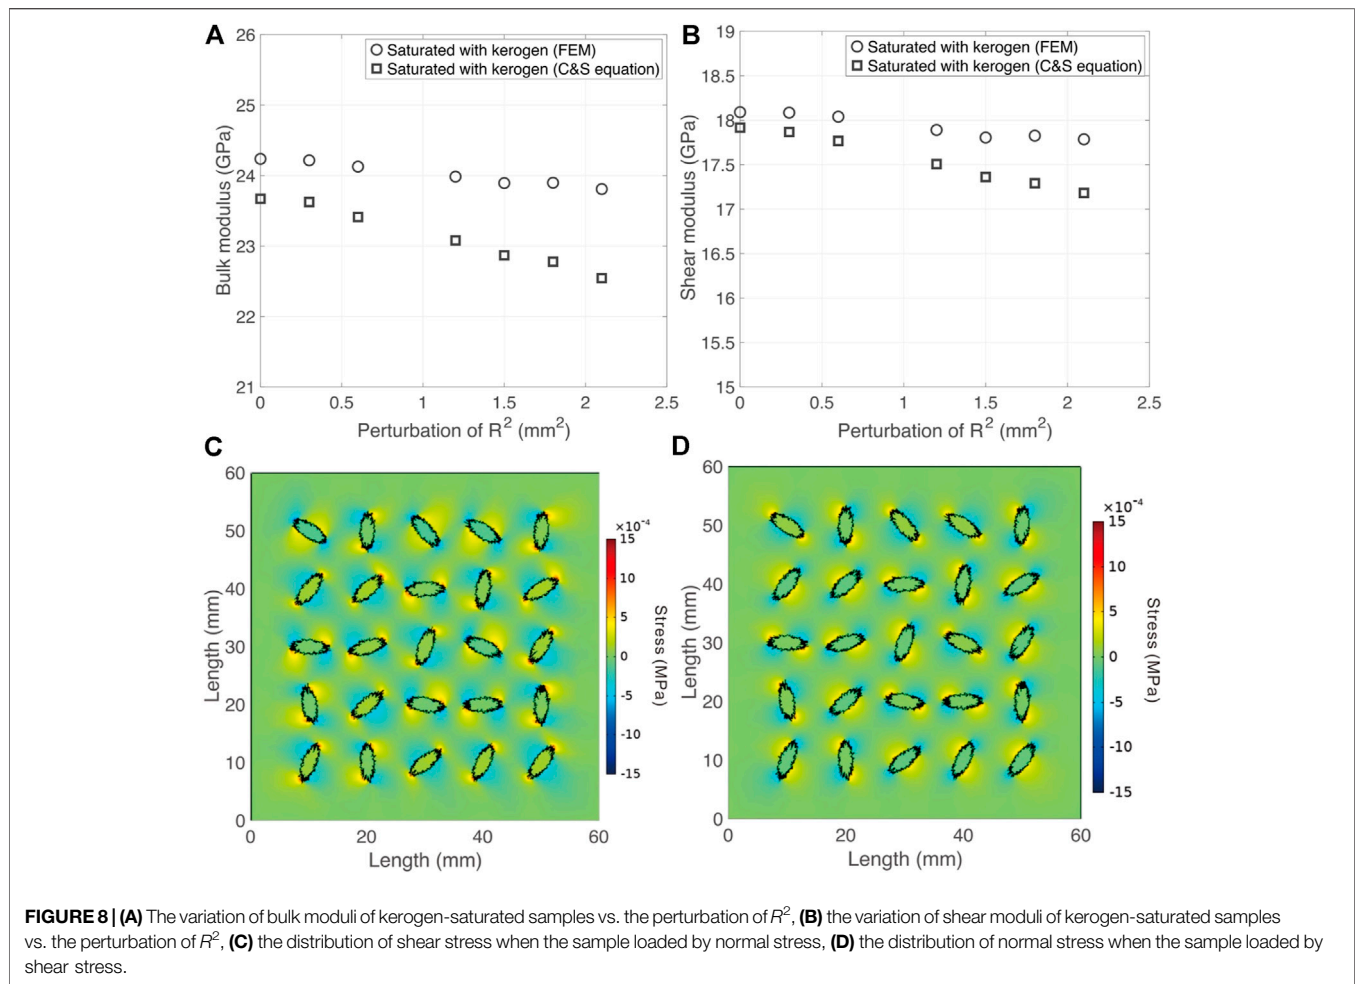 A
26
25
24
23
22
21
Bulk modulus (GPa)
Saturated with kerogen (FEM)
Saturated with kerogen (C&S equation)
0 0.5 1 1.5 2 2.5
Perturbation of R² (mm²)
B
19
18.5
18
17.5
17
16.5
16
15.5
15
Shear modulus (GPa)
Saturated with kerogen (FEM)
Saturated with kerogen (C&S equation)
0 0.5 1 1.5 2 2.5
Perturbation of R² (mm²)
C
60
50
40
30
20
10
0
Length (mm)
0 20 40 60
Length (mm)
×10⁻⁴
15
10
5
0
-5
-10
-15
Stress (MPa)
D
60
50
40
30
20
10
0
Length (mm)
0 20 40 60
Length (mm)
×10⁻⁴
15
10
5
0
-5
-10
-15
Stress (MPa)
FIGURE 8 | (A) The variation of bulk moduli of kerogen-saturated samples vs. the perturbation of R², (B) the variation of shear moduli of kerogen-saturated samples
vs. the perturbation of R², (C) the distribution of shear stress when the sample loaded by normal stress, (D) the distribution of normal stress when the sample loaded by
shear stress.